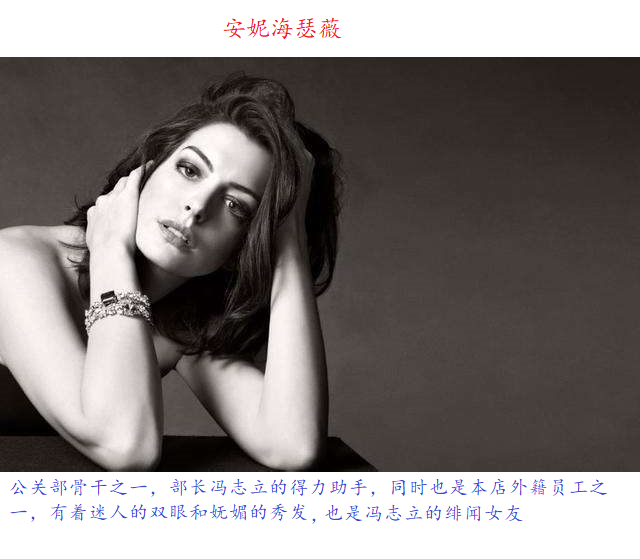 安妮海瑟薇
公关部骨干之一，部长冯志立的得力助手，同时也是本店外籍员工之
一，有着迷人的双眼和妩媚的秀发，也是冯志立的绯闻女友